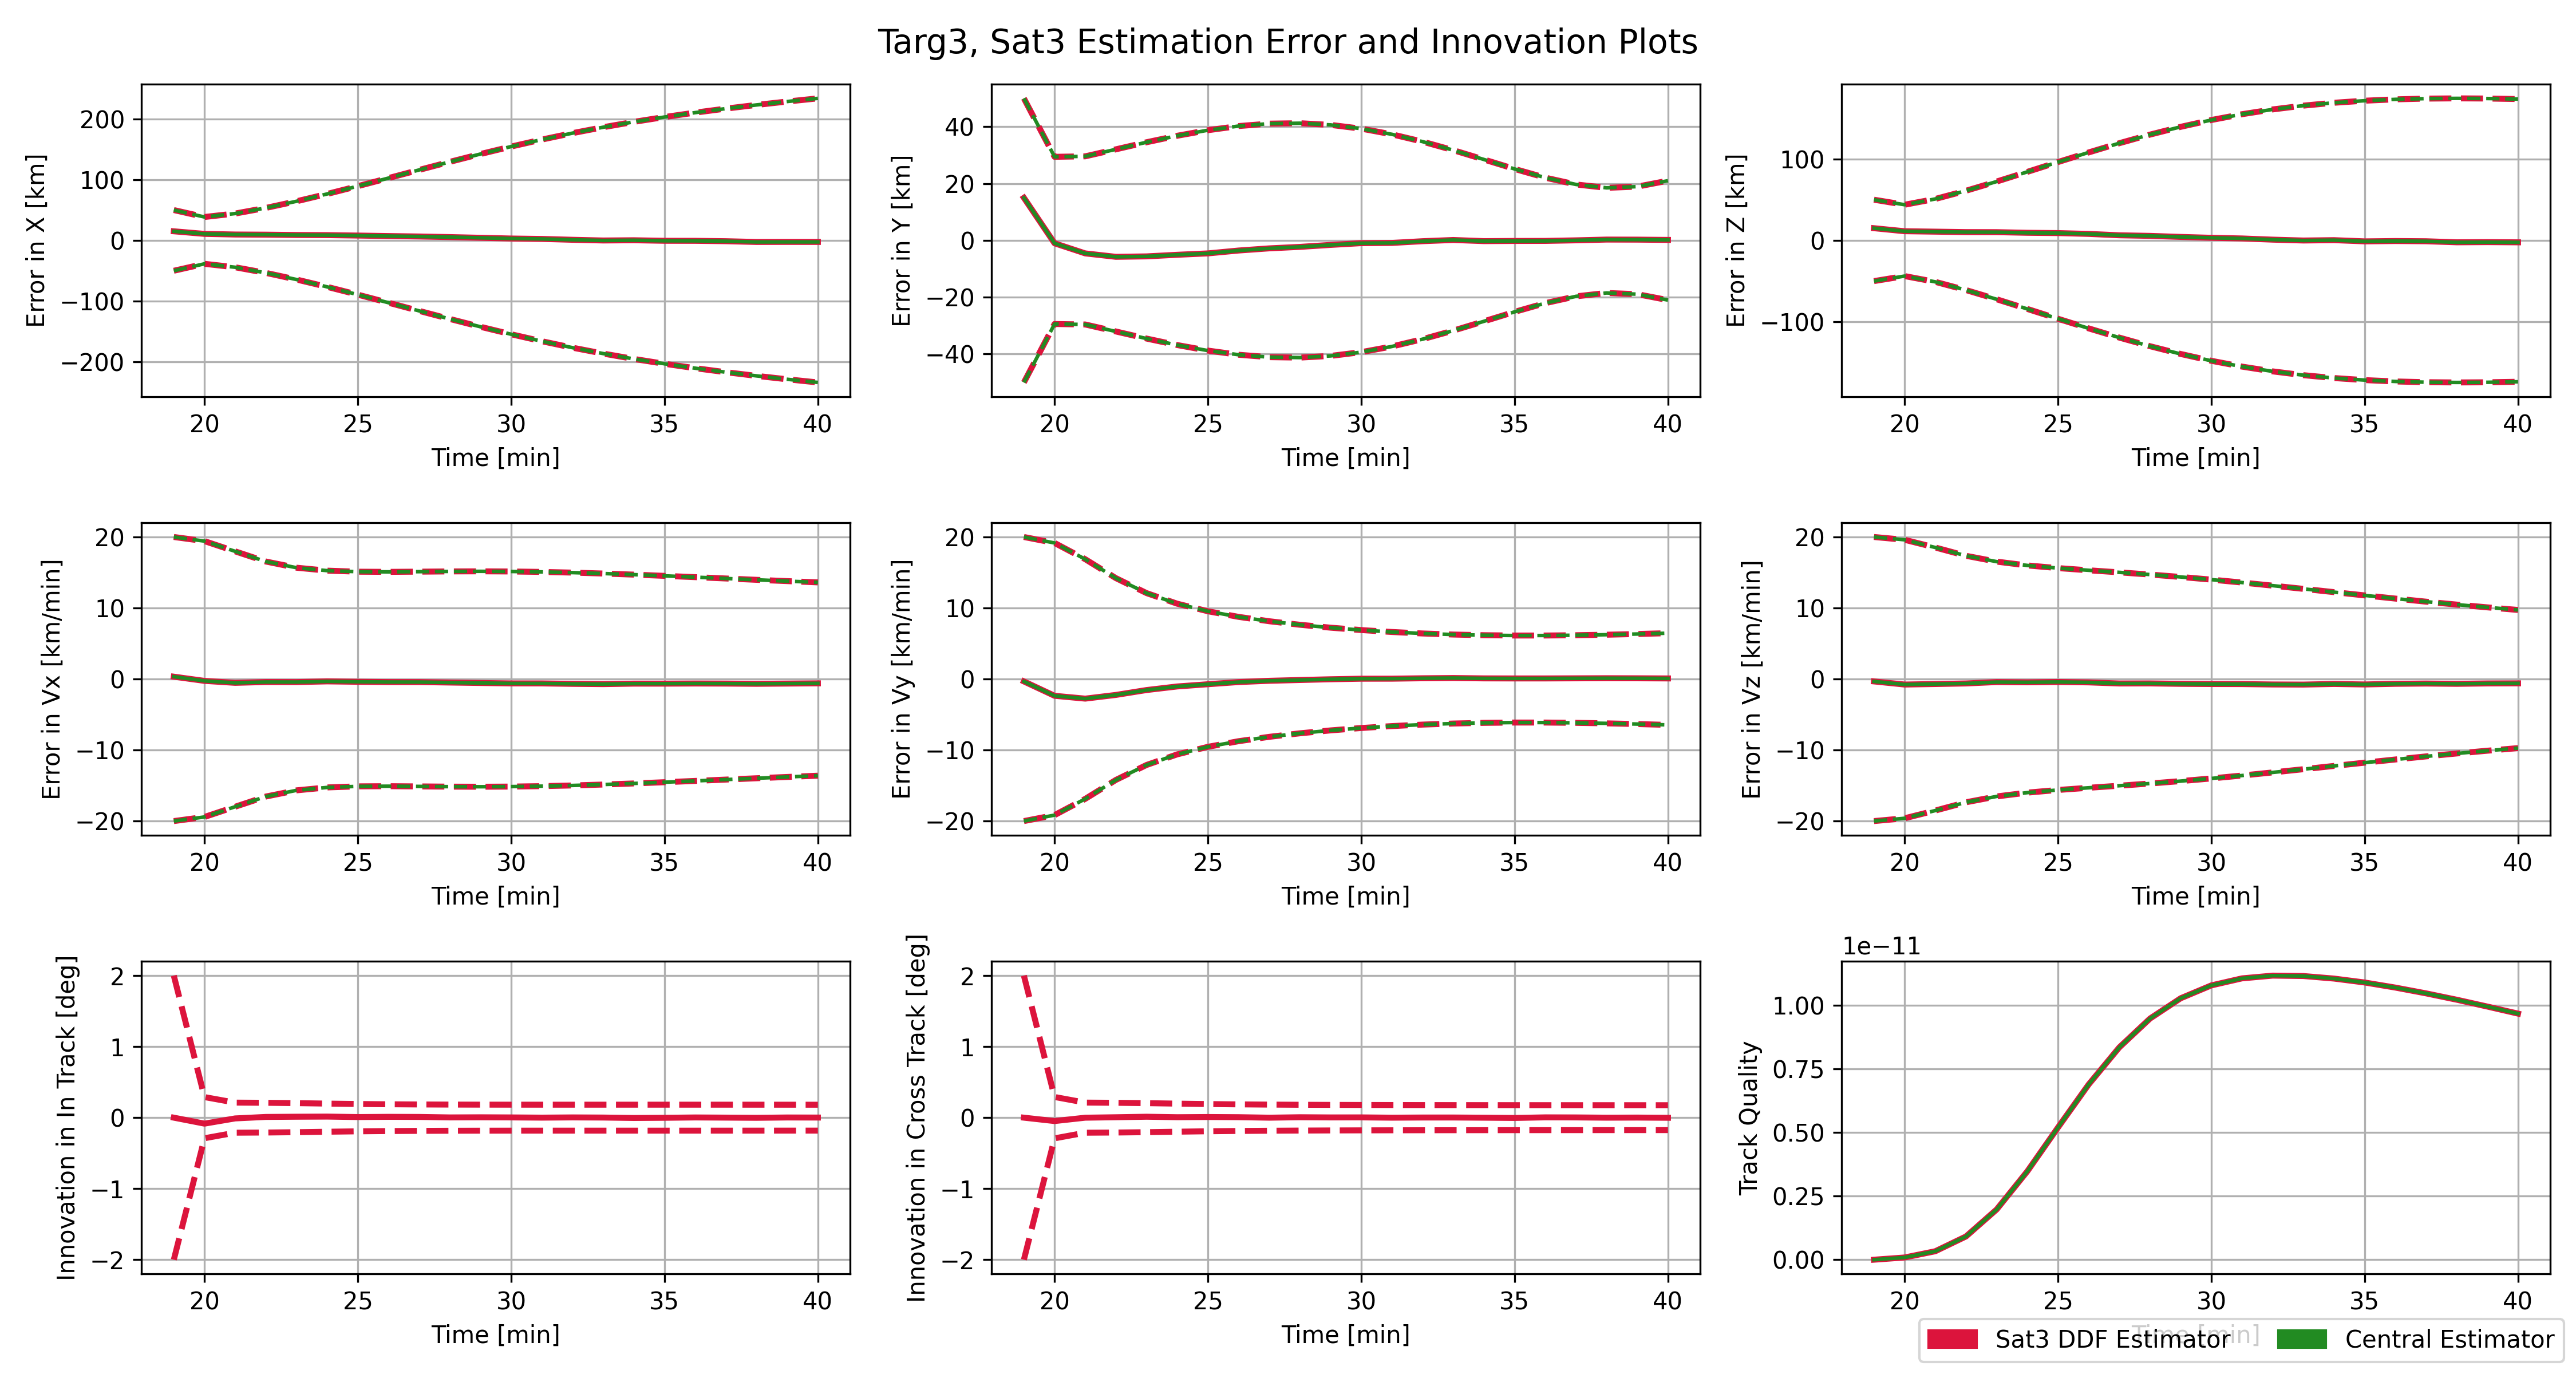 Targ3, Sat3 Estimation Error and Innovation Plots
Error in X [km]
200
100
0
−100
−200
20 25 30 35 40
Time [min]
Error in Y [km]
40
20
0
−20
−40
20 25 30 35 40
Time [min]
Error in Z [km]
100
0
−100
20 25 30 35 40
Time [min]
Error in Vx [km/min]
20
10
0
−10
−20
20 25 30 35 40
Time [min]
Error in Vy [km/min]
20
10
0
−10
−20
20 25 30 35 40
Time [min]
Error in Vz [km/min]
20
10
0
−10
−20
20 25 30 35 40
Time [min]
Innovation in In Track [deg]
2
1
0
−1
−2
20 25 30 35 40
Time [min]
Innovation in Cross Track [deg]
2
1
0
−1
−2
20 25 30 35 40
Time [min]
1e−11
Track Quality
1.00
0.75
0.50
0.25
0.00
20 25 30 35 40
Time [min]
Sat3 DDF Estimator
Central Estimator